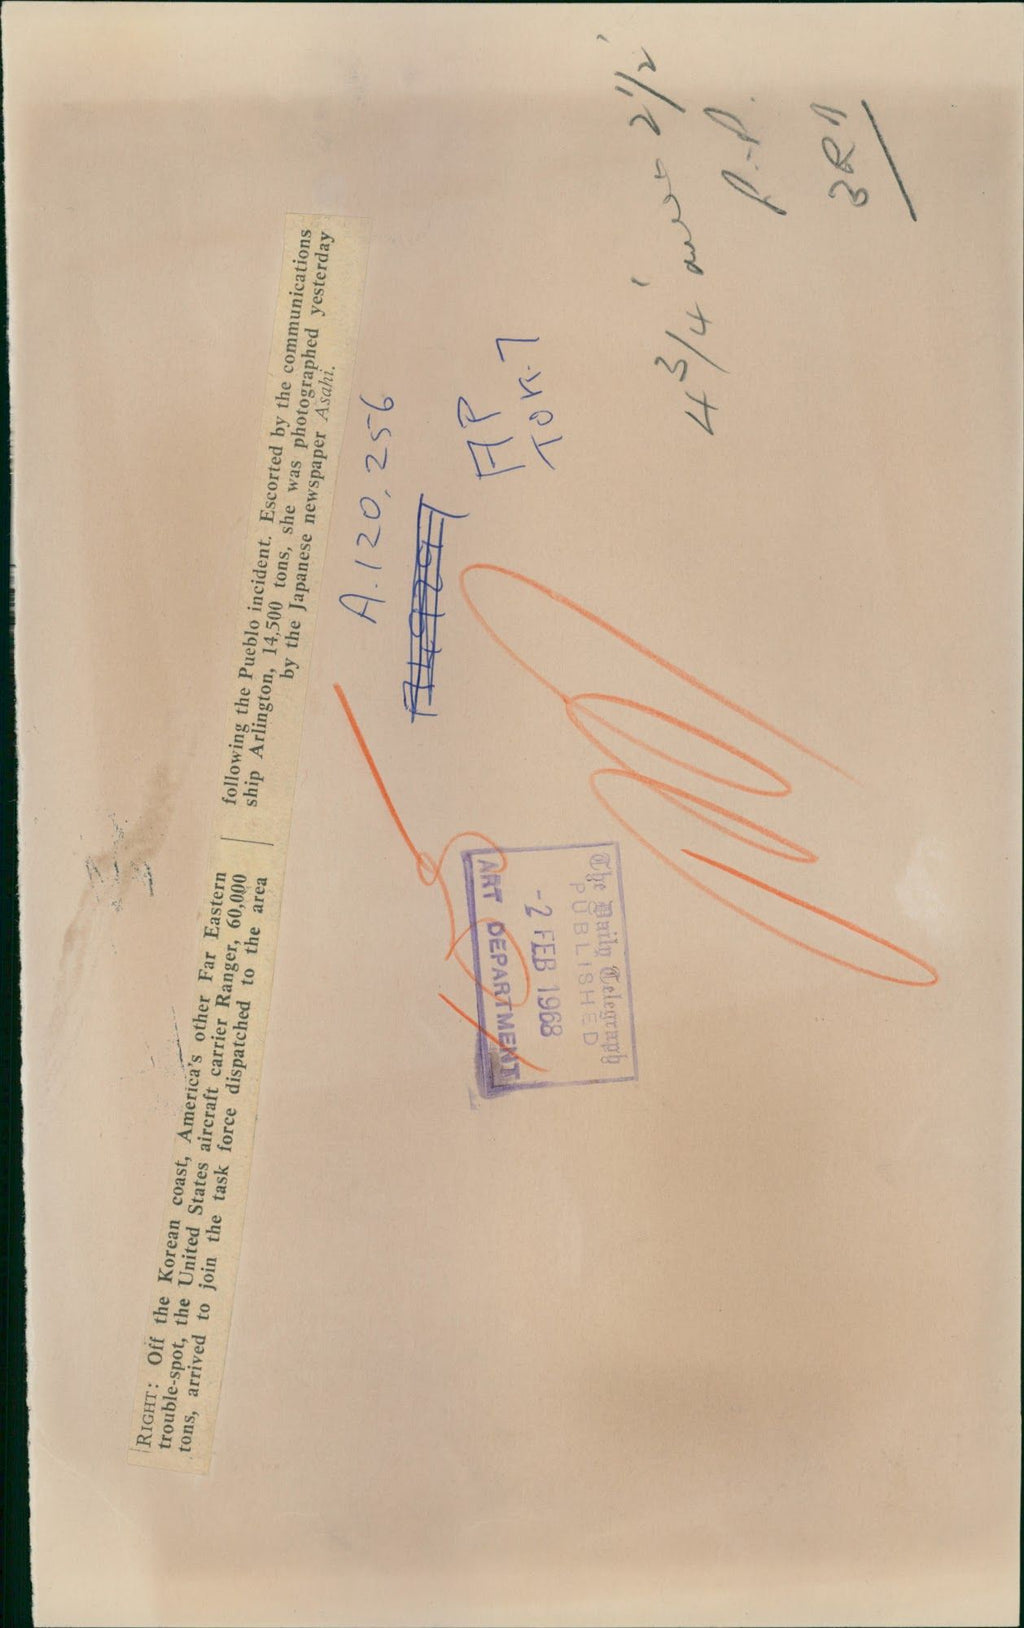 RIGHT: Off the Korean coast, America's other Far Eastern
trouble-spot, the United States aircraft carrier Ranger, 60,000
tons, arrived to join the task force dispatched to the area
following the Pueblo incident. Escorted by the communications
ship Arlington, 14,500 tons, she was photographed yesterday
by the Japanese newspaper Asahi.
A.120,256
AP
TOK-7
4 3/4" 2 1/2"
P.-P.
The Daily Telegraph
PUBLISHED
-2 FEB 1968
ART DEPARTMENT